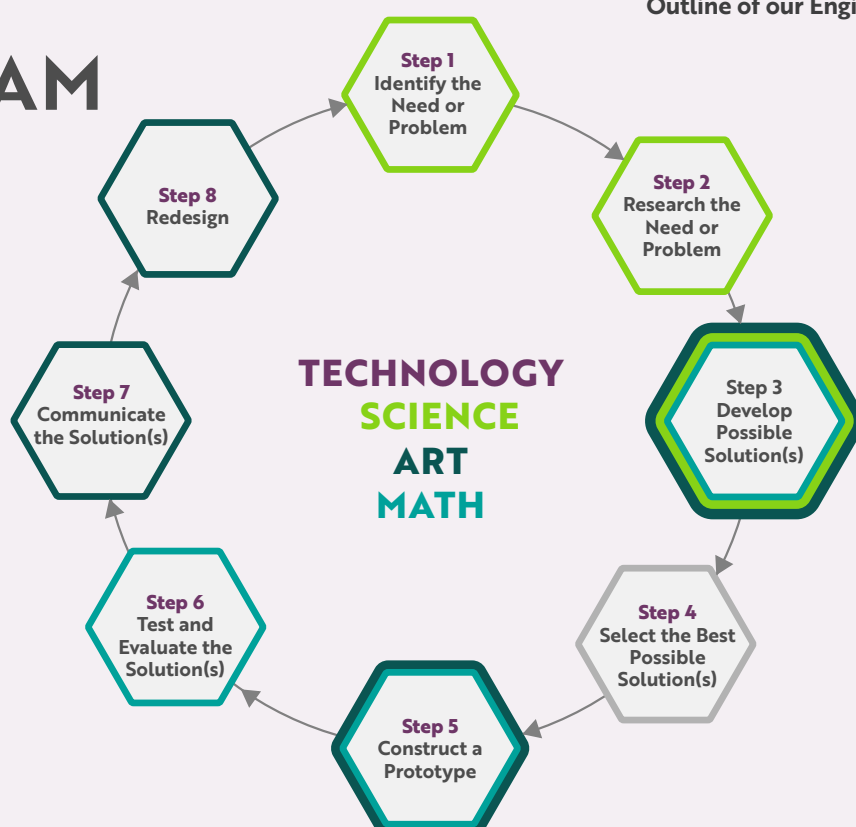 Outline of our Engi
AM
Step 1
Identify the
Need or
Problem
Step 2
Research the
Need or
Problem
Step 3
Develop
Possible
Solution(s)
Step 4
Select the Best
Possible
Solution(s)
Step 5
Construct a
Prototype
Step 6
Test and
Evaluate the
Solution(s)
Step 7
Communicate
the Solution(s)
Step 8
Redesign
TECHNOLOGY
SCIENCE
ART
MATH